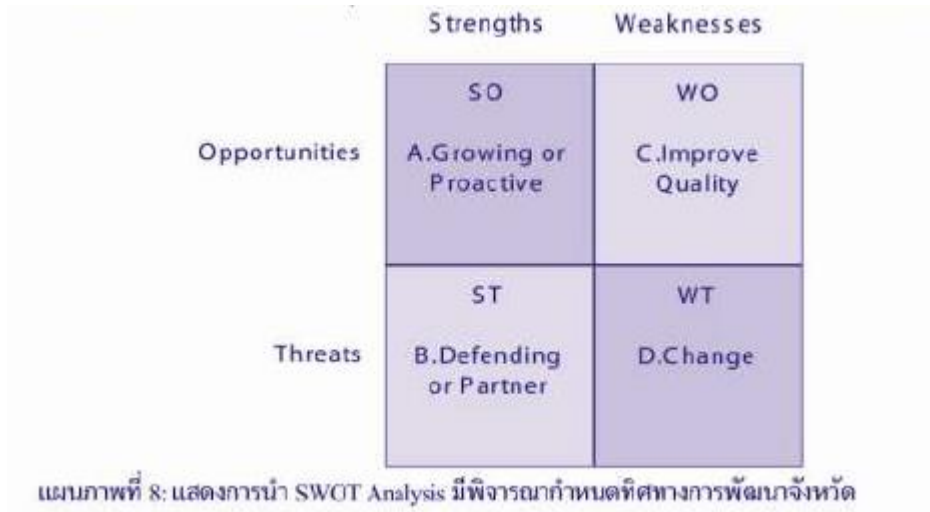 Strengths Weaknesses
SO WO
Opportunities A.Growing or C.Improve
Proactive Quality
ST WT
Threats B.Defending D.Change
or Partner
แผนภาพที่ 8: แสดงการนำ SWOT Analysis มีพิจารณากำหนดทิศทางการพัฒนาจังหวัด